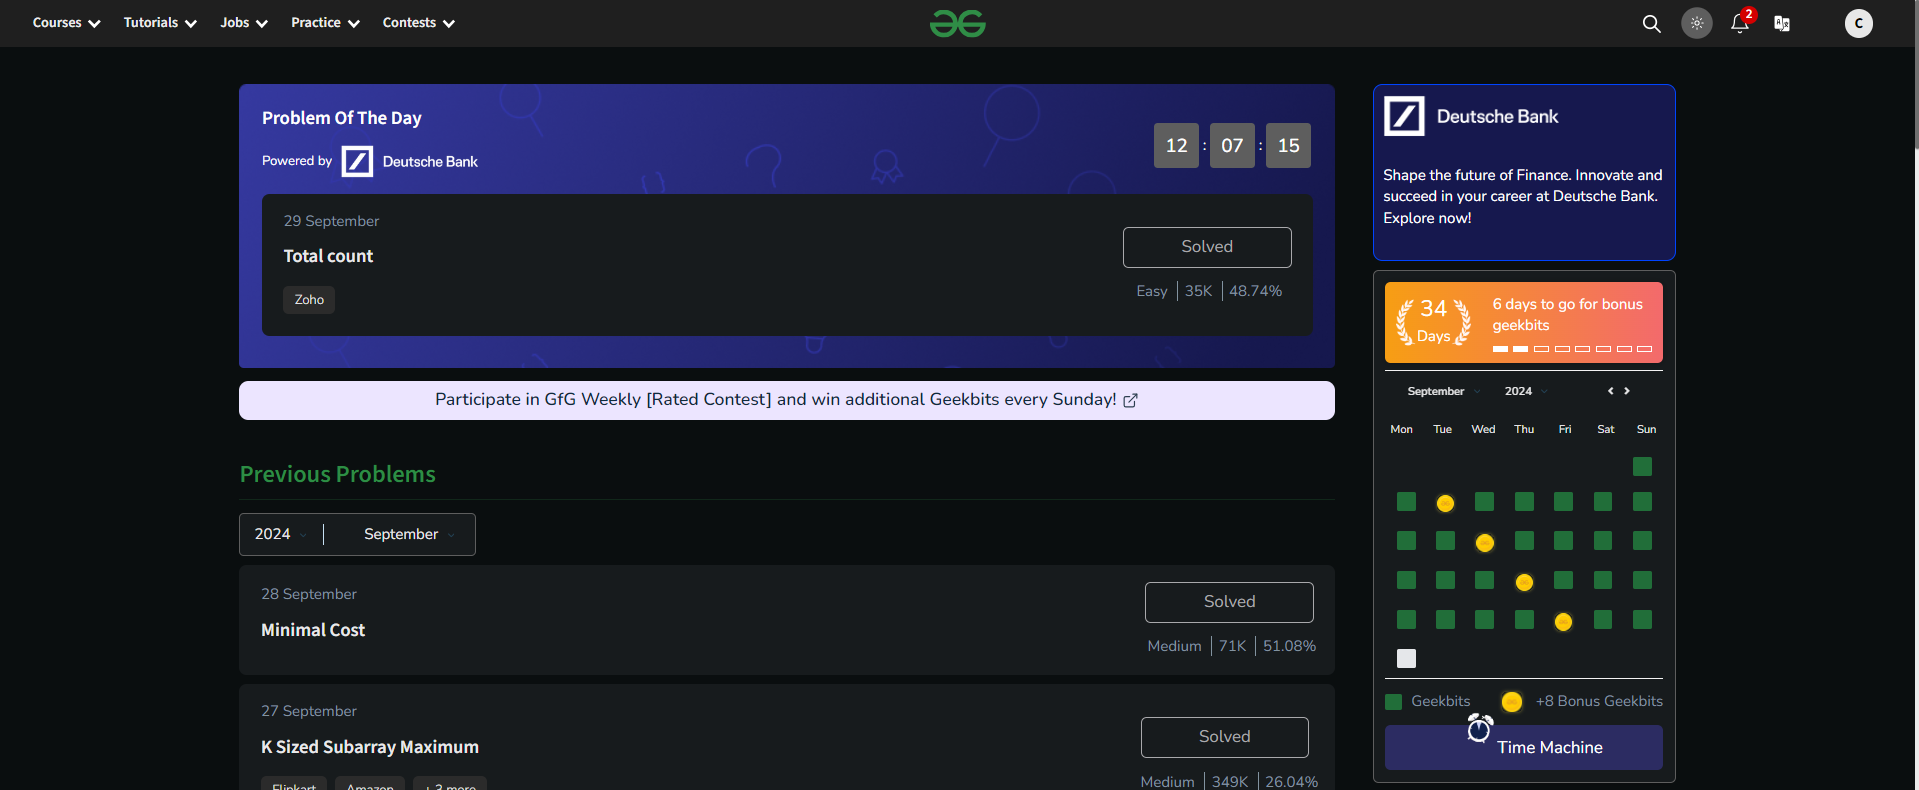 Courses Tutorials Jobs Practice Contests
2
C
Problem Of The Day
Powered by Deutsche Bank
12 : 07 : 15
29 September
Total count
Zoho
Solved
Easy | 35K | 48.74%
Participate in GfG Weekly [Rated Contest] and win additional Geekbits every Sunday!
Previous Problems
2024 | September
28 September
Minimal Cost
Solved
Medium | 71K | 51.08%
27 September
K Sized Subarray Maximum
Flipkart Amazon + 3 more
Solved
Medium | 349K | 26.04%
Deutsche Bank
Shape the future of Finance. Innovate and
succeed in your career at Deutsche Bank.
Explore now!
34
Days
6 days to go for bonus
geekbits
September 2024
Mon Tue Wed Thu Fri Sat Sun
Geekbits +8 Bonus Geekbits
Time Machine